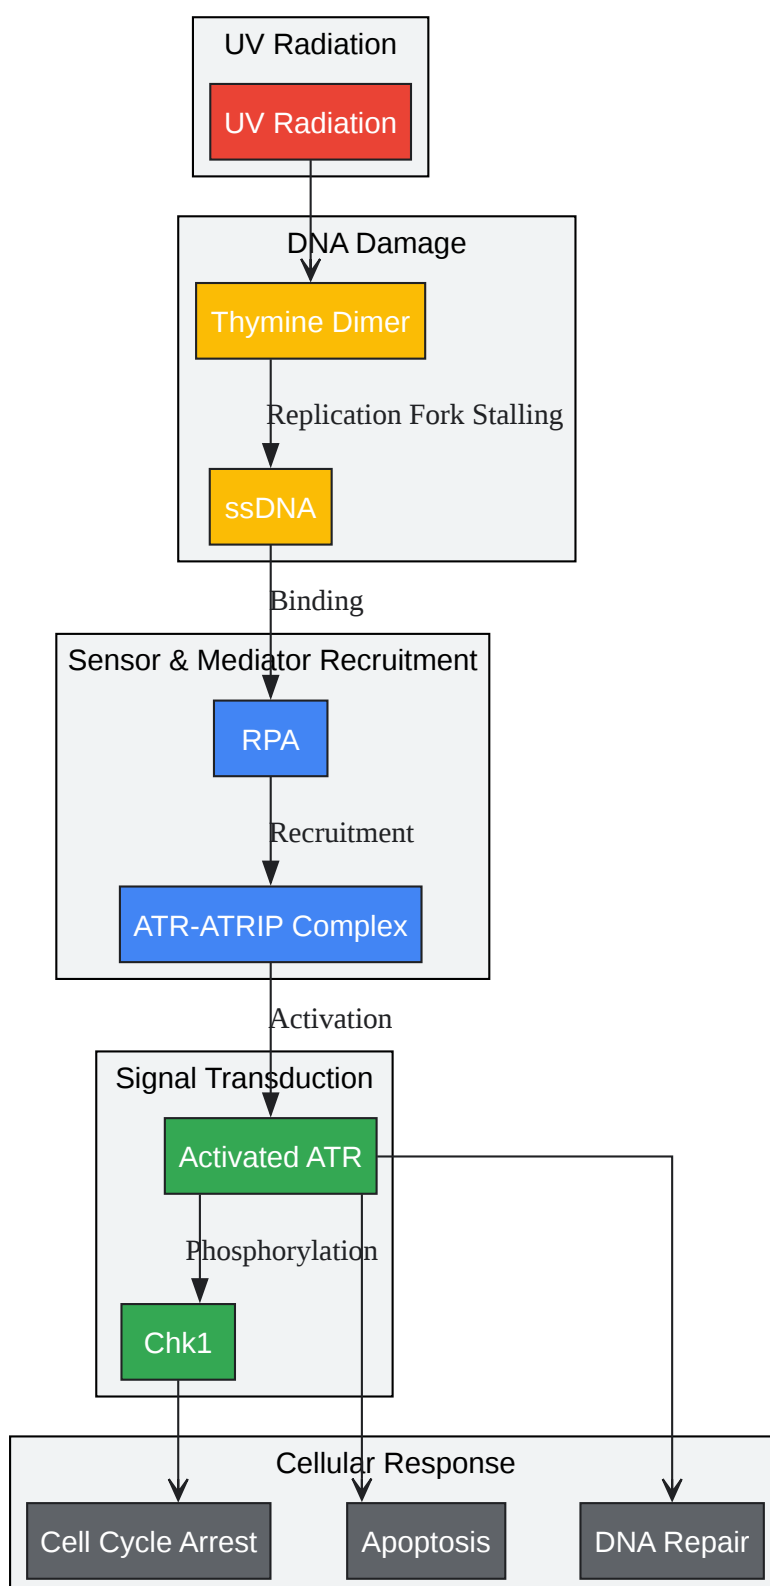 UV Radiation
UV Radiation
DNA Damage
Thymine Dimer
Replication Fork Stalling
ssDNA
Binding
Sensor & Mediator Recruitment
RPA
Recruitment
ATR-ATRIP Complex
Activation
Signal Transduction
Activated ATR
Phosphorylation
Chk1
Cellular Response
Cell Cycle Arrest
Apoptosis
DNA Repair